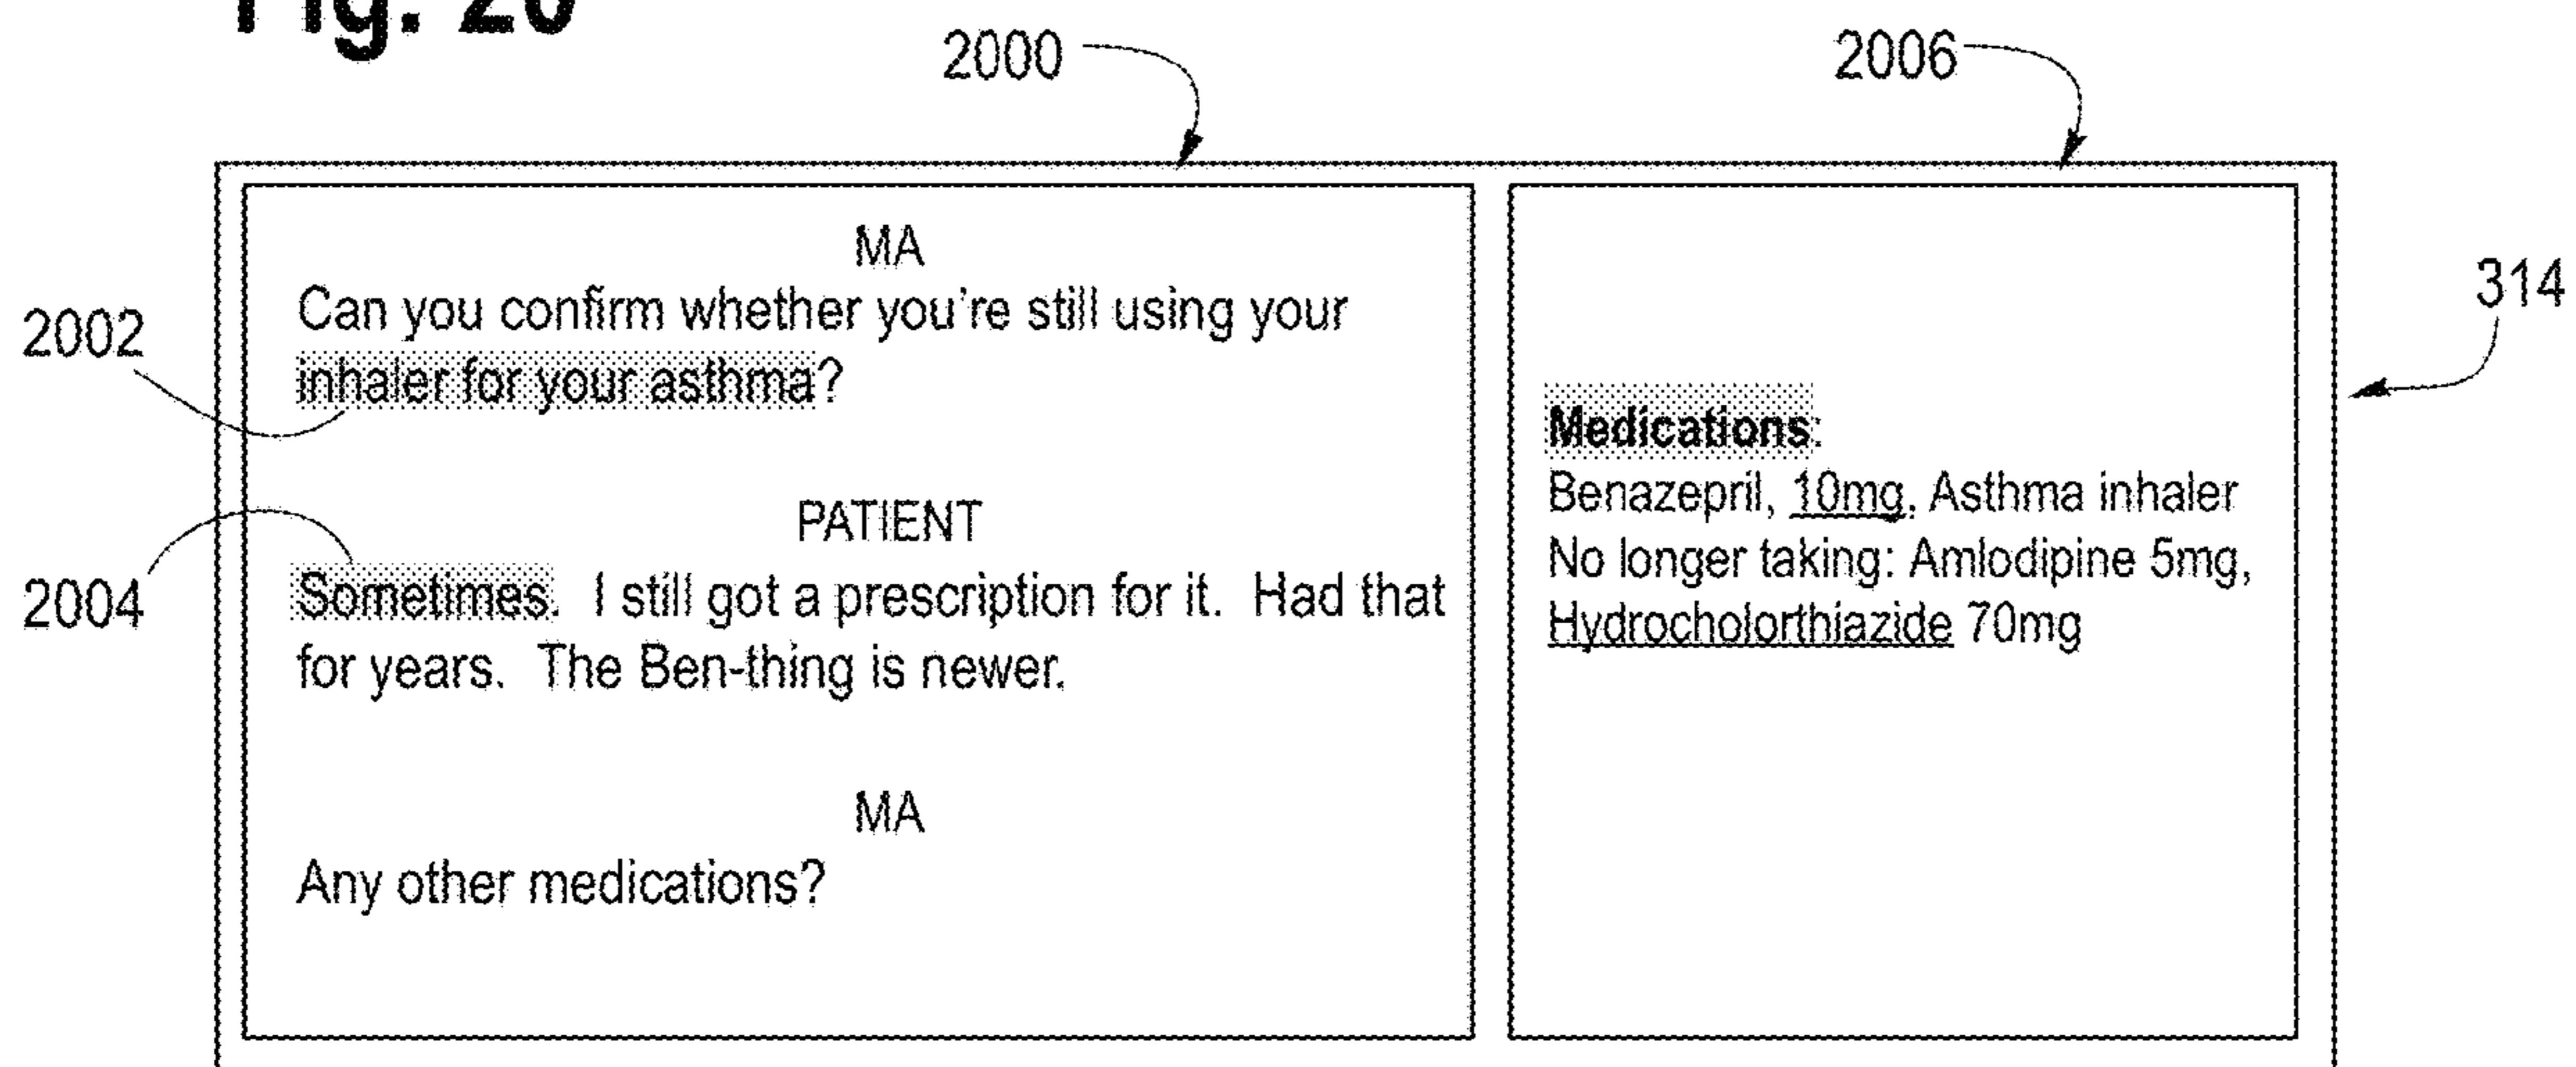 Fig. 20
2000
2006
314
2002
2004
MA
Can you confirm whether you're still using your
inhaler for your asthma?
PATIENT
Sometimes. I still got a prescription for it. Had that
for years. The Ben-thing is newer.
MA
Any other medications?
Medications:
Benazepril, 10mg, Asthma inhaler
No longer taking: Amlodipine 5mg,
Hydrocholorthiazide 70mg